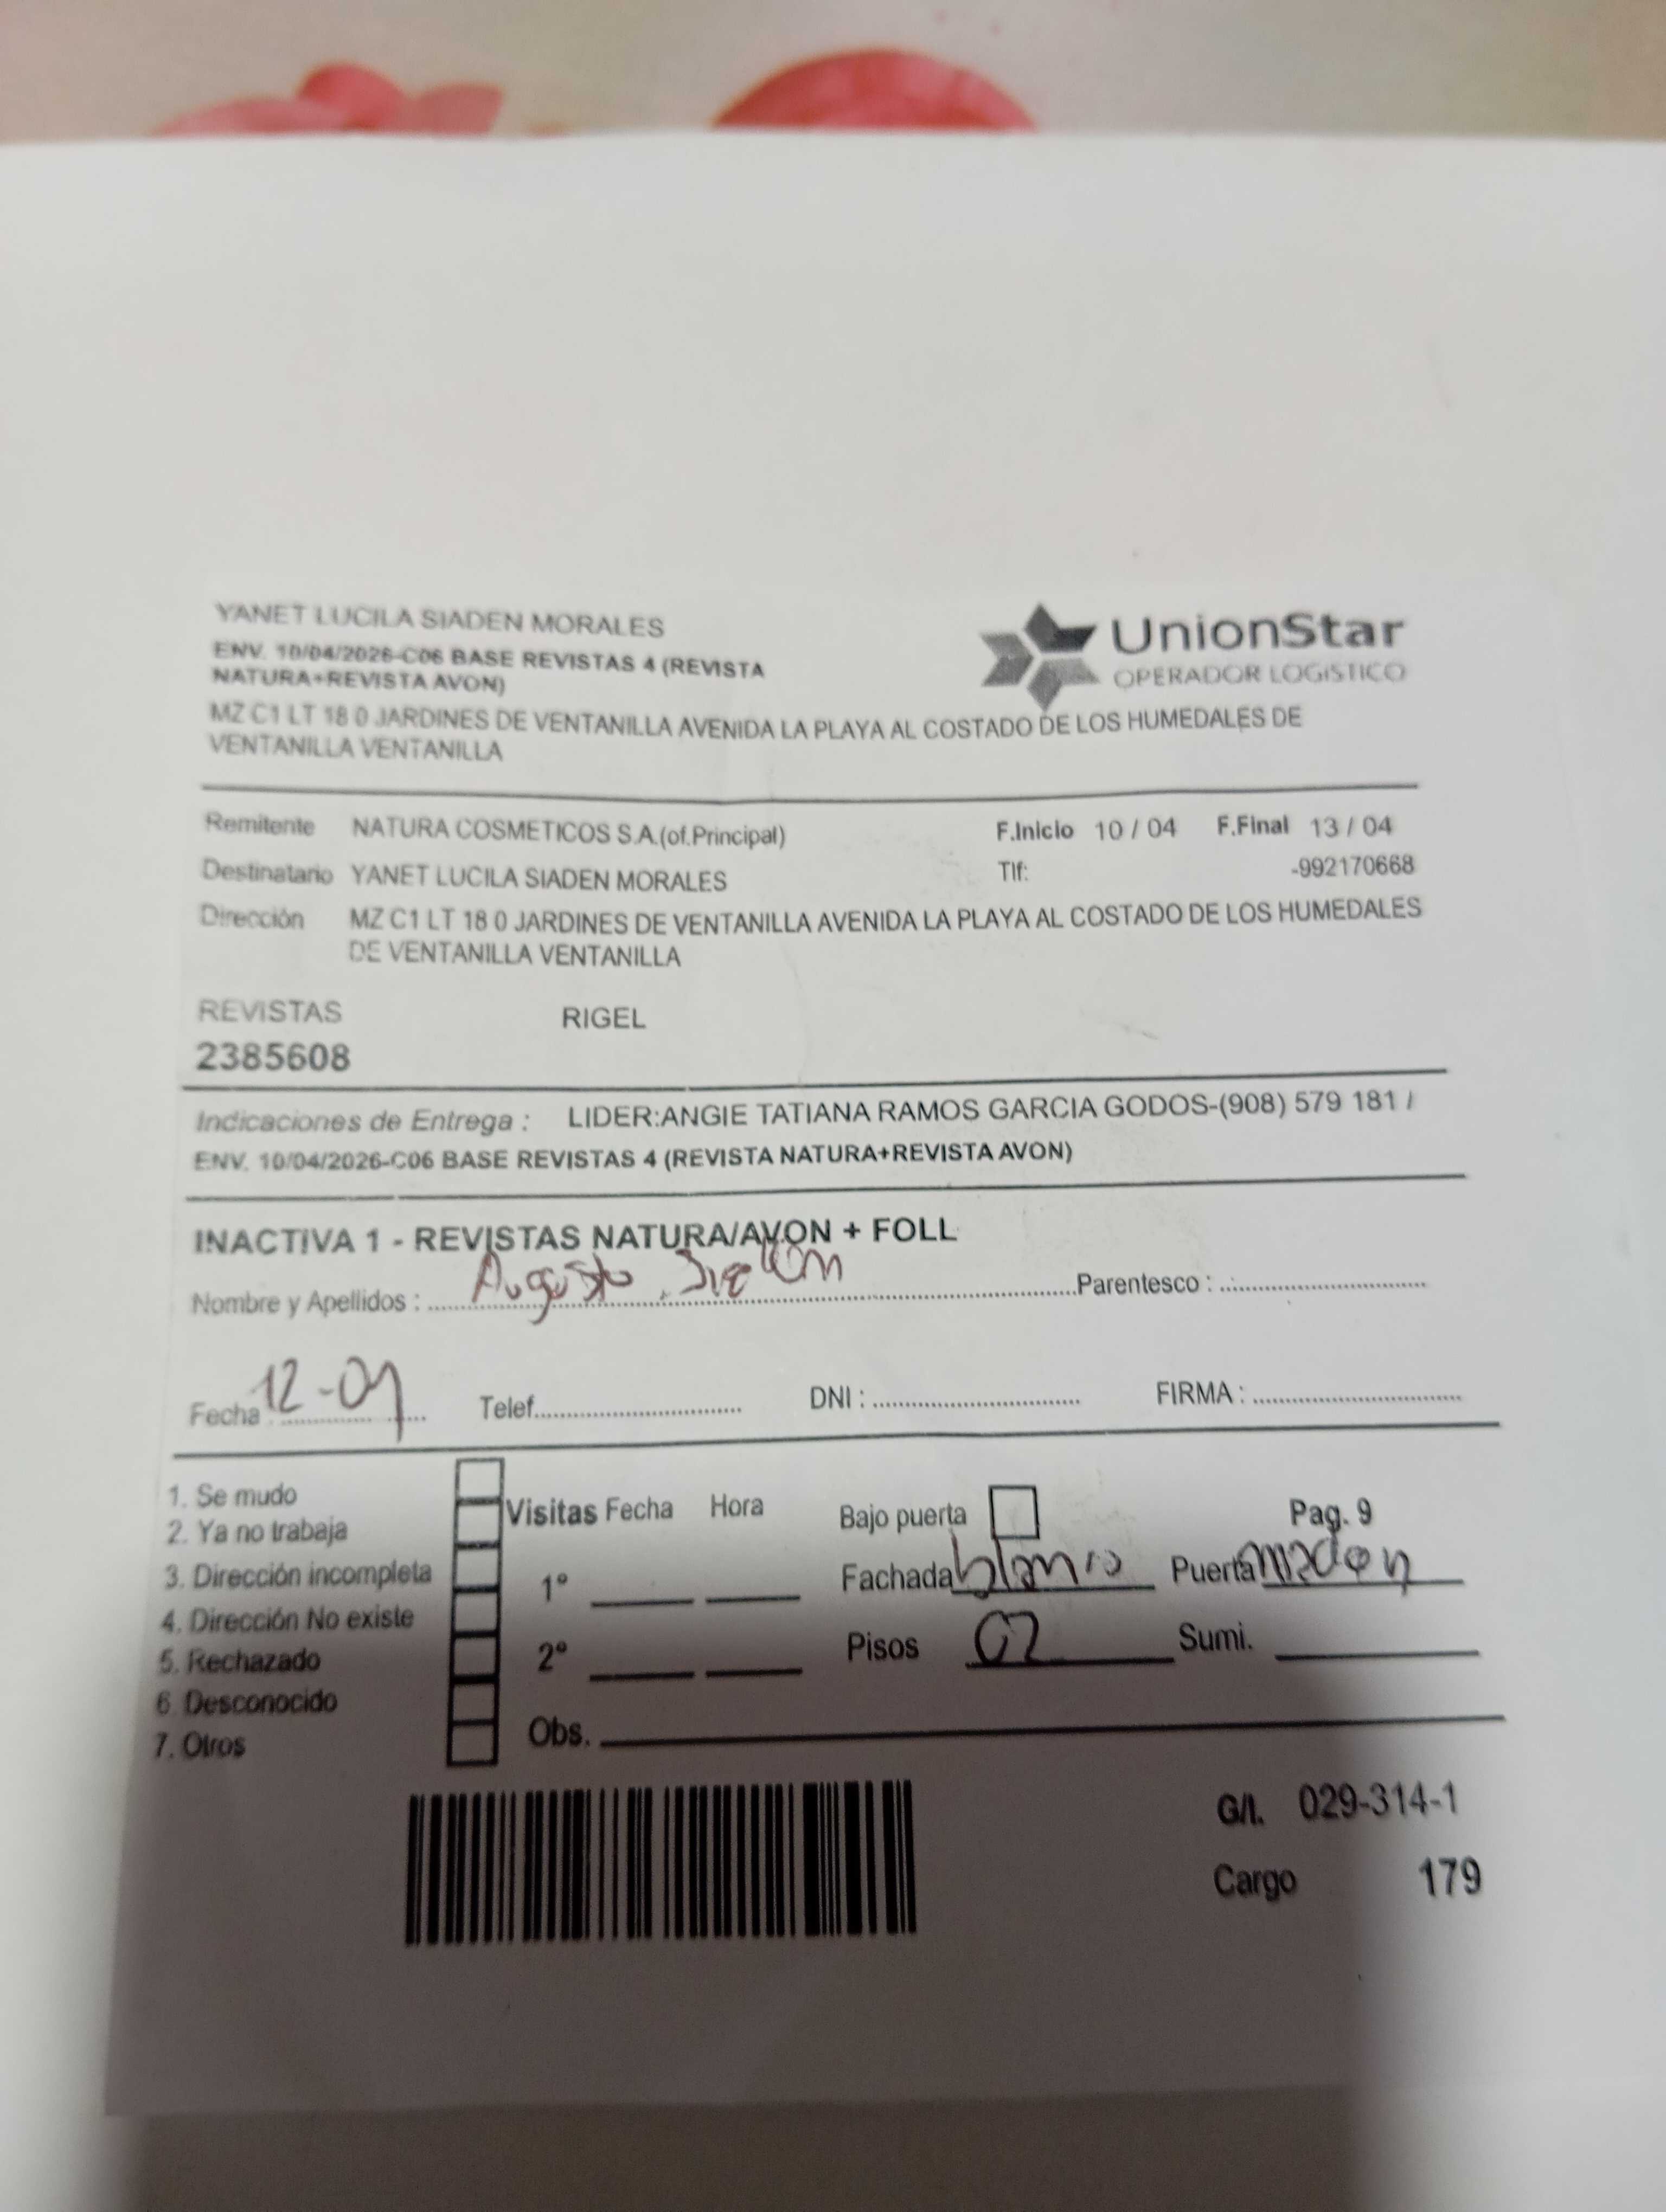 YANET LUCILA SIADEN MORALES
ENV. 10/04/2026-C06 BASE REVISTAS 4 (REVISTA
NATURA+REVISTA AVON)
UnionStar
OPERADOR LOGISTICO
MZ C1 LT 18 0 JARDINES DE VENTANILLA AVENIDA LA PLAYA AL COSTADO DE LOS HUMEDALES DE
VENTANILLA VENTANILLA
Remitente NATURA COSMETICOS S.A.(of.Principal) F.Inicio 10 / 04 F.Final 13 / 04
Destinatario YANET LUCILA SIADEN MORALES Tlf: -992170668
Dirección MZ C1 LT 18 0 JARDINES DE VENTANILLA AVENIDA LA PLAYA AL COSTADO DE LOS HUMEDALES
DE VENTANILLA VENTANILLA
REVISTAS RIGEL
2385608
Indicaciones de Entrega : LIDER:ANGIE TATIANA RAMOS GARCIA GODOS-(908) 579 181 /
ENV. 10/04/2026-C06 BASE REVISTAS 4 (REVISTA NATURA+REVISTA AVON)
INACTIVA 1 - REVISTAS NATURA/AVON + FOLL
Nombre y Apellidos : Augusto Parentesco :
Fecha 12-04 Telef. DNI : FIRMA :
1. Se mudo
2. Ya no trabaja
3. Dirección incompleta
4. Dirección No existe
5. Rechazado
6. Desconocido
7. Otros
Visitas Fecha Hora
1°
2°
Obs.
Bajo puerta Pag. 9
Fachada blanco Puerta
Pisos 02 Sumi.
G/I. 029-314-1
Cargo 179